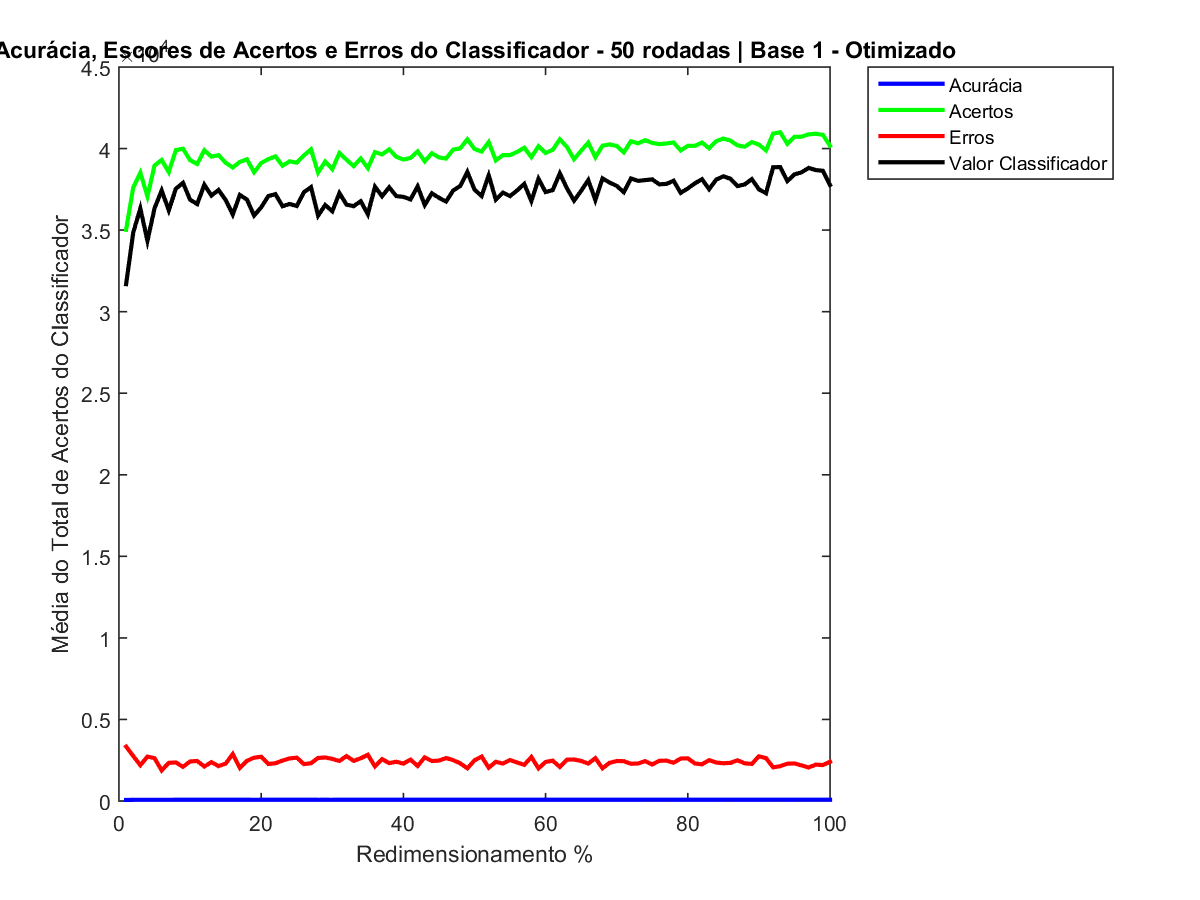 Acurácia, Escores de Acertos e Erros do Classificador - 50 rodadas | Base 1 - Otimizado
×10⁴
4.5
4
3.5
3
2.5
2
1.5
1
0.5
0
0 20 40 60 80 100
Redimensionamento %
Média do Total de Acertos do Classificador
Acurácia
Acertos
Erros
Valor Classificador